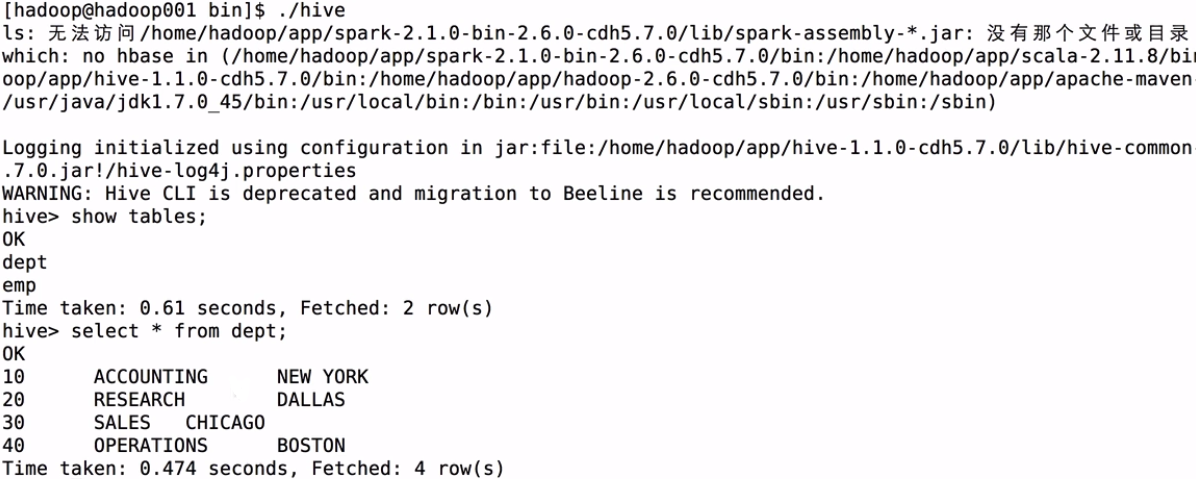 [hadoop@hadoop001 bin]$ ./hive
ls: 无法访问/home/hadoop/app/spark-2.1.0-bin-2.6.0-cdh5.7.0/lib/spark-assembly-*.jar: 没有那个文件或目录
which: no hbase in (/home/hadoop/app/spark-2.1.0-bin-2.6.0-cdh5.7.0/bin:/home/hadoop/app/scala-2.11.8/bin
oop/app/hive-1.1.0-cdh5.7.0/bin:/home/hadoop/app/hadoop-2.6.0-cdh5.7.0/bin:/home/hadoop/app/apache-maven-
/usr/java/jdk1.7.0_45/bin:/usr/local/bin:/bin:/usr/bin:/usr/local/sbin:/usr/sbin:/sbin)
Logging initialized using configuration in jar:file:/home/hadoop/app/hive-1.1.0-cdh5.7.0/lib/hive-common-
.7.0.jar!/hive-log4j.properties
WARNING: Hive CLI is deprecated and migration to Beeline is recommended.
hive> show tables;
OK
dept
emp
Time taken: 0.61 seconds, Fetched: 2 row(s)
hive> select * from dept;
OK
10 ACCOUNTING NEW YORK
20 RESEARCH DALLAS
30 SALES CHICAGO
40 OPERATIONS BOSTON
Time taken: 0.474 seconds, Fetched: 4 row(s)